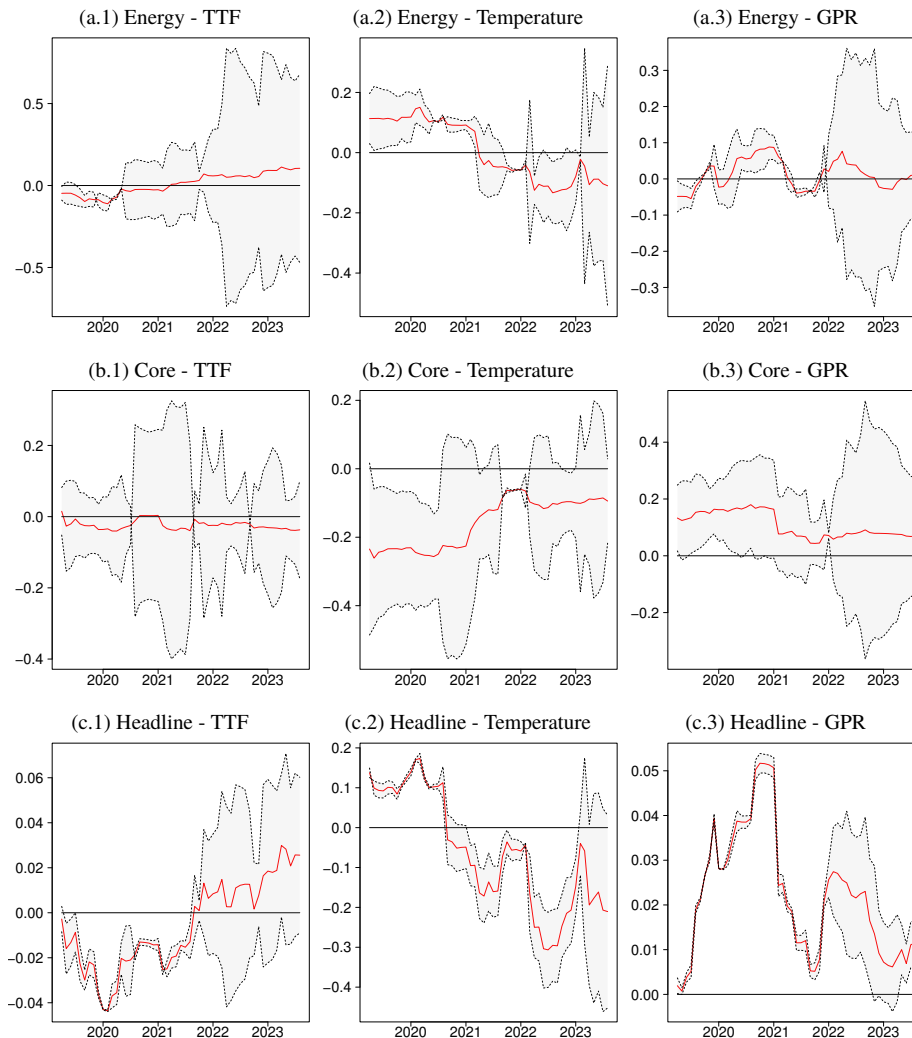 (a.1) Energy - TTF
(a.2) Energy - Temperature
(a.3) Energy - GPR
0.5
0.0
−0.5
2020 2021 2022 2023
0.2
0.0
−0.2
−0.4
2020 2021 2022 2023
0.3
0.2
0.1
0.0
−0.1
−0.2
−0.3
2020 2021 2022 2023
(b.1) Core - TTF
(b.2) Core - Temperature
(b.3) Core - GPR
0.2
0.0
−0.2
−0.4
2020 2021 2022 2023
0.2
0.0
−0.2
−0.4
2020 2021 2022 2023
0.4
0.2
0.0
−0.2
2020 2021 2022 2023
(c.1) Headline - TTF
(c.2) Headline - Temperature
(c.3) Headline - GPR
0.06
0.04
0.02
0.00
−0.02
−0.04
2020 2021 2022 2023
0.2
0.1
0.0
−0.1
−0.2
−0.3
−0.4
2020 2021 2022 2023
0.05
0.04
0.03
0.02
0.01
0.00
2020 2021 2022 2023